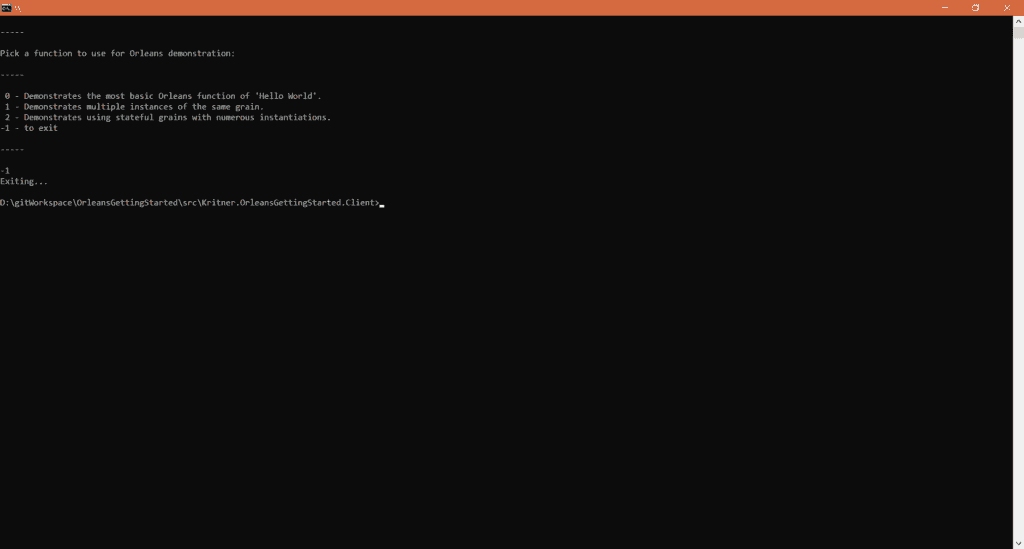 -----
Pick a function to use for Orleans demonstration:
-----
0 - Demonstrates the most basic Orleans function of 'Hello World'.
1 - Demonstrates multiple instances of the same grain.
2 - Demonstrates using stateful grains with numerous instantiations.
-1 - to exit
-----
-1
Exiting...
D:\gitWorkspace\OrleansGettingStarted\src\Kritner.OrleansGettingStarted.Client>